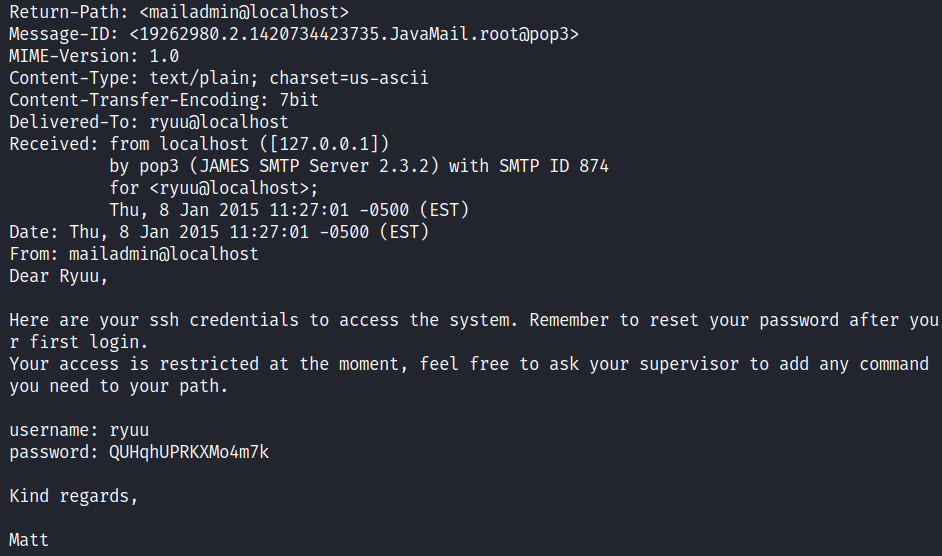 Return-Path: <mailadmin@localhost>
Message-ID: <19262980.2.1420734423735.JavaMail.root@pop3>
MIME-Version: 1.0
Content-Type: text/plain; charset=us-ascii
Content-Transfer-Encoding: 7bit
Delivered-To: ryuu@localhost
Received: from localhost ([127.0.0.1])
          by pop3 (JAMES SMTP Server 2.3.2) with SMTP ID 874
          for <ryuu@localhost>;
          Thu, 8 Jan 2015 11:27:01 -0500 (EST)
Date: Thu, 8 Jan 2015 11:27:01 -0500 (EST)
From: mailadmin@localhost
Dear Ryuu,

Here are your ssh credentials to access the system. Remember to reset your password after you
r first login.
Your access is restricted at the moment, feel free to ask your supervisor to add any command
you need to your path.

username: ryuu
password: QUHqhUPRKXMo4m7k

Kind regards,

Matt